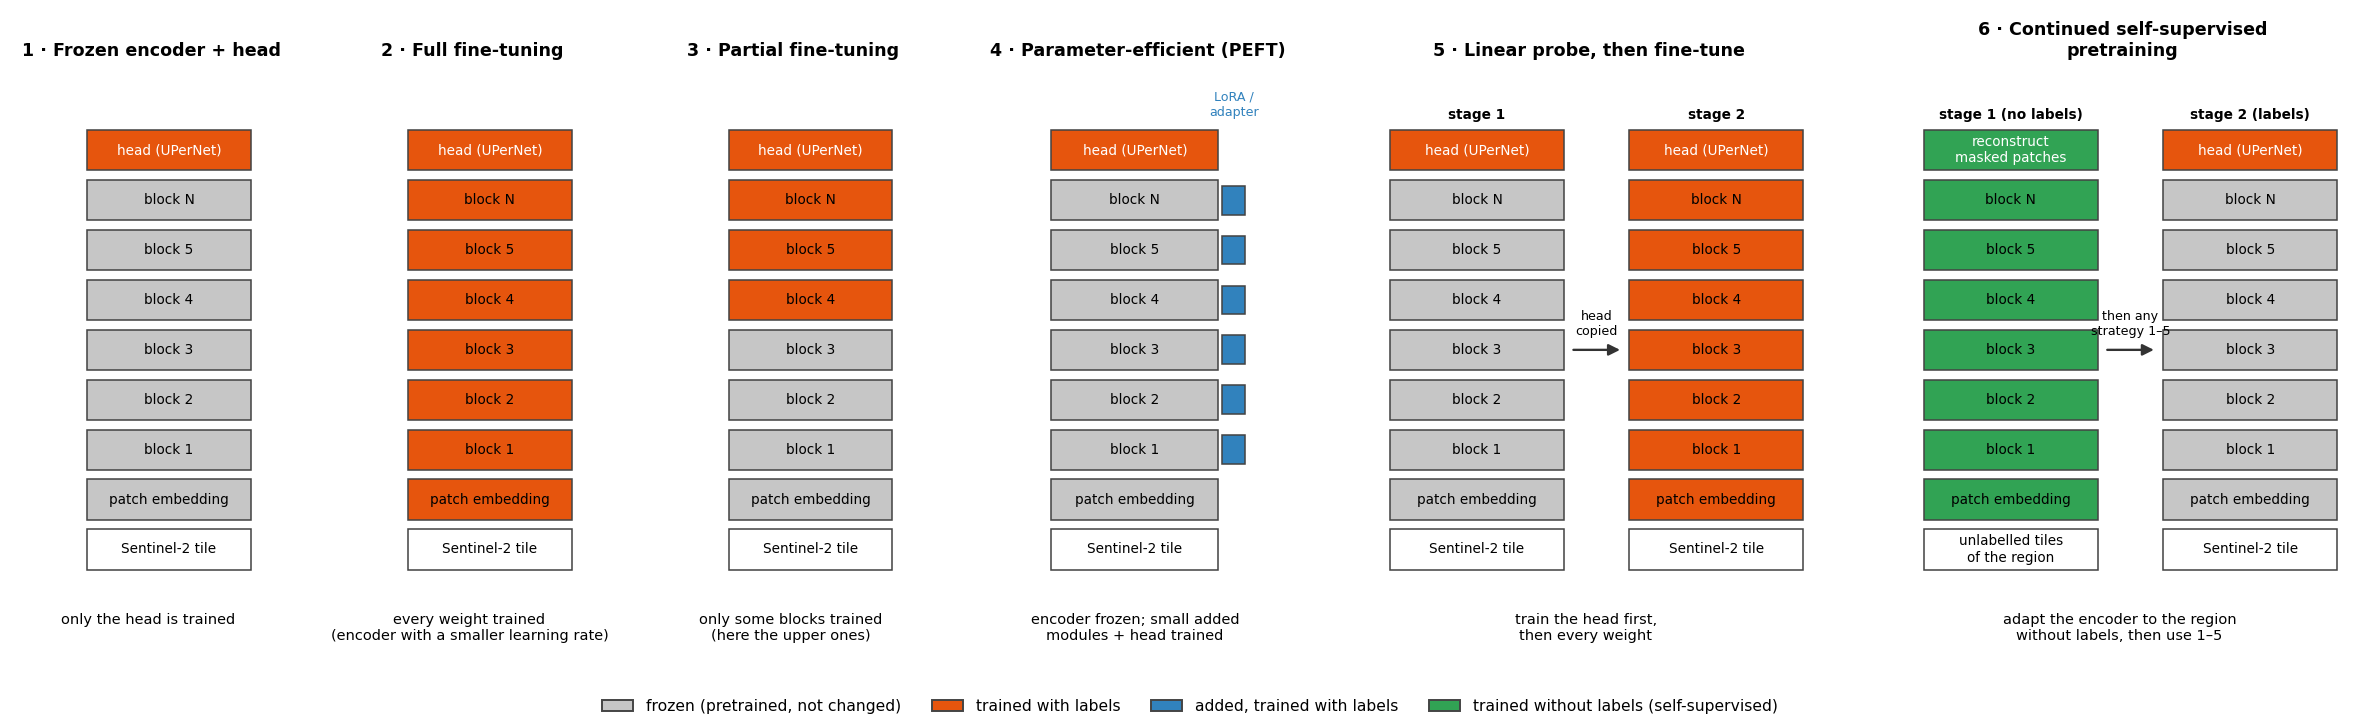 1 · Frozen encoder + head
head (UPerNet)
block N
block 5
block 4
block 3
block 2
block 1
patch embedding
Sentinel-2 tile
only the head is trained
2 · Full fine-tuning
head (UPerNet)
block N
block 5
block 4
block 3
block 2
block 1
patch embedding
Sentinel-2 tile
every weight trained
(encoder with a smaller learning rate)
3 · Partial fine-tuning
head (UPerNet)
block N
block 5
block 4
block 3
block 2
block 1
patch embedding
Sentinel-2 tile
only some blocks trained
(here the upper ones)
4 · Parameter-efficient (PEFT)
LoRA /
adapter
head (UPerNet)
block N
block 5
block 4
block 3
block 2
block 1
patch embedding
Sentinel-2 tile
encoder frozen; small added
modules + head trained
5 · Linear probe, then fine-tune
stage 1
head (UPerNet)
block N
block 5
block 4
block 3
block 2
block 1
patch embedding
Sentinel-2 tile
head
copied
stage 2
head (UPerNet)
block N
block 5
block 4
block 3
block 2
block 1
patch embedding
Sentinel-2 tile
train the head first,
then every weight
6 · Continued self-supervised
pretraining
stage 1 (no labels)
reconstruct
masked patches
block N
block 5
block 4
block 3
block 2
block 1
patch embedding
unlabelled tiles
of the region
then any
strategy 1–5
stage 2 (labels)
head (UPerNet)
block N
block 5
block 4
block 3
block 2
block 1
patch embedding
Sentinel-2 tile
adapt the encoder to the region
without labels, then use 1–5
frozen (pretrained, not changed)
trained with labels
added, trained with labels
trained without labels (self-supervised)